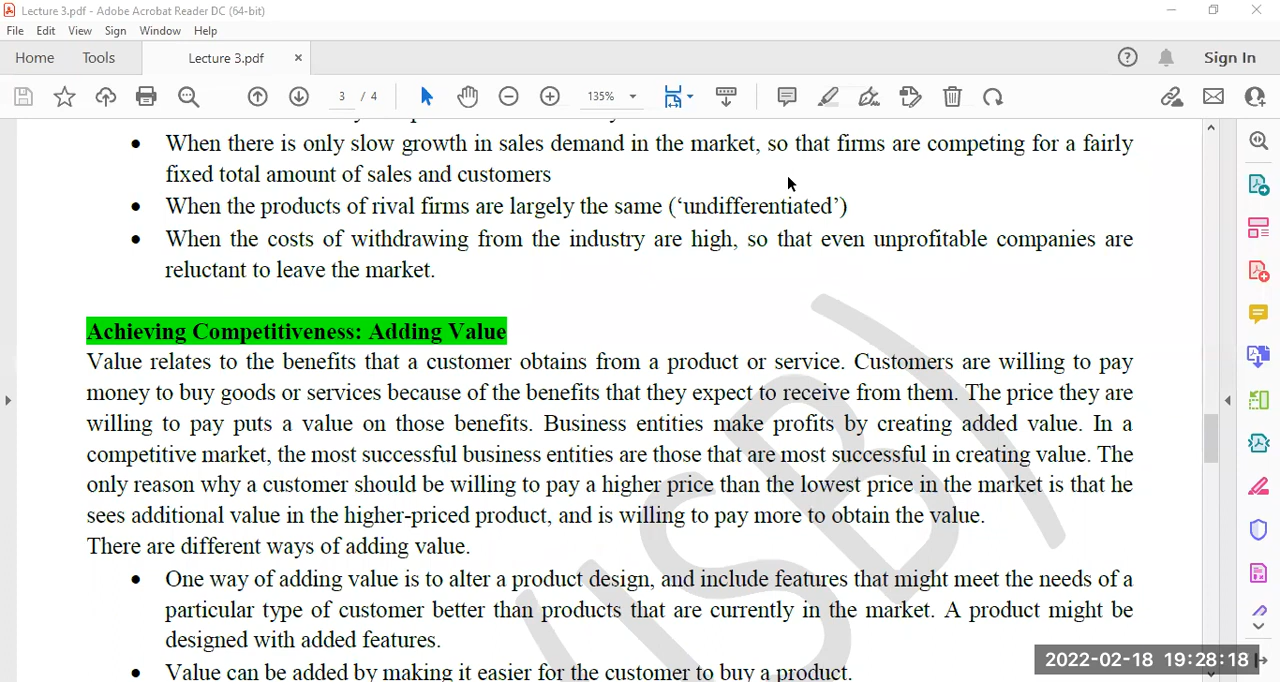 Lecture 3.pdf - Adobe Acrobat Reader DC (64-bit)
File Edit View Sign Window Help
Home Tools Lecture 3.pdf × Sign In
3 / 4 135%
• When there is only slow growth in sales demand in the market, so that firms are competing for a fairly
fixed total amount of sales and customers
• When the products of rival firms are largely the same (‘undifferentiated’)
• When the costs of withdrawing from the industry are high, so that even unprofitable companies are
reluctant to leave the market.
Achieving Competitiveness: Adding Value
Value relates to the benefits that a customer obtains from a product or service. Customers are willing to pay
money to buy goods or services because of the benefits that they expect to receive from them. The price they are
willing to pay puts a value on those benefits. Business entities make profits by creating added value. In a
competitive market, the most successful business entities are those that are most successful in creating value. The
only reason why a customer should be willing to pay a higher price than the lowest price in the market is that he
sees additional value in the higher-priced product, and is willing to pay more to obtain the value.
There are different ways of adding value.
• One way of adding value is to alter a product design, and include features that might meet the needs of a
particular type of customer better than products that are currently in the market. A product might be
designed with added features.
• Value can be added by making it easier for the customer to buy a product.
2022-02-18 19:28:18